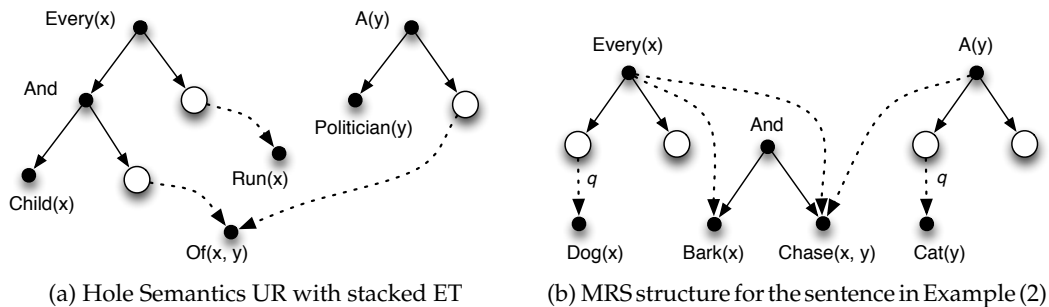 Every(x)
A(y)
And
Politician(y)
Child(x)
Run(x)
Of(x, y)
(a) Hole Semantics UR with stacked ET
Every(x)
A(y)
And
q
q
Dog(x)
Bark(x)
Chase(x, y)
Cat(y)
(b) MRS structure for the sentence in Example (2)